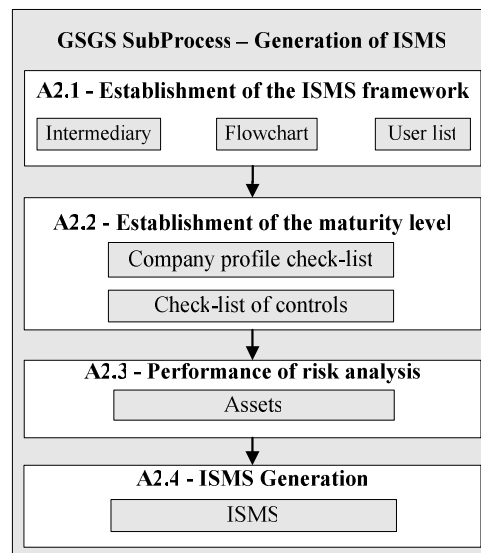 GSGS SubProcess – Generation of ISMS
A2.1 - Establishment of the ISMS framework
Intermediary Flowchart User list
A2.2 - Establishment of the maturity level
Company profile check-list
Check-list of controls
A2.3 - Performance of risk analysis
Assets
A2.4 - ISMS Generation
ISMS